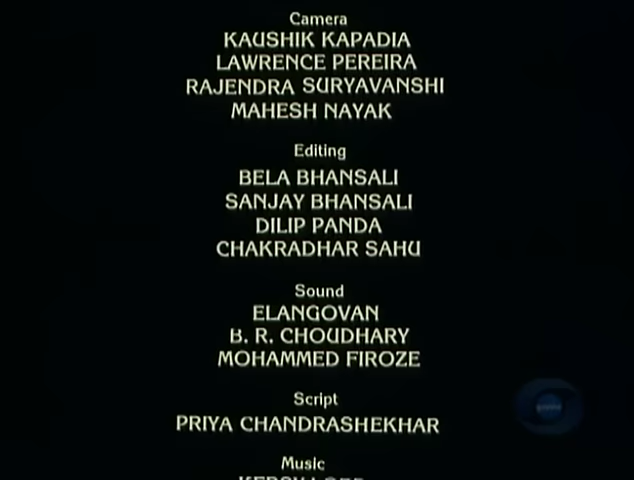 Camera
KAUSHIK KAPADIA
LAWRENCE PEREIRA
RAJENDRA SURYAVANSHI
MAHESH NAYAK
Editing
BELA BHANSALI
SANJAY BHANSALI
DILIP PANDA
CHAKRADHAR SAHU
Sound
ELANGOVAN
B. R. CHOUDHARY
MOHAMMED FIROZE
Script
PRIYA CHANDRASHEKHAR
Music